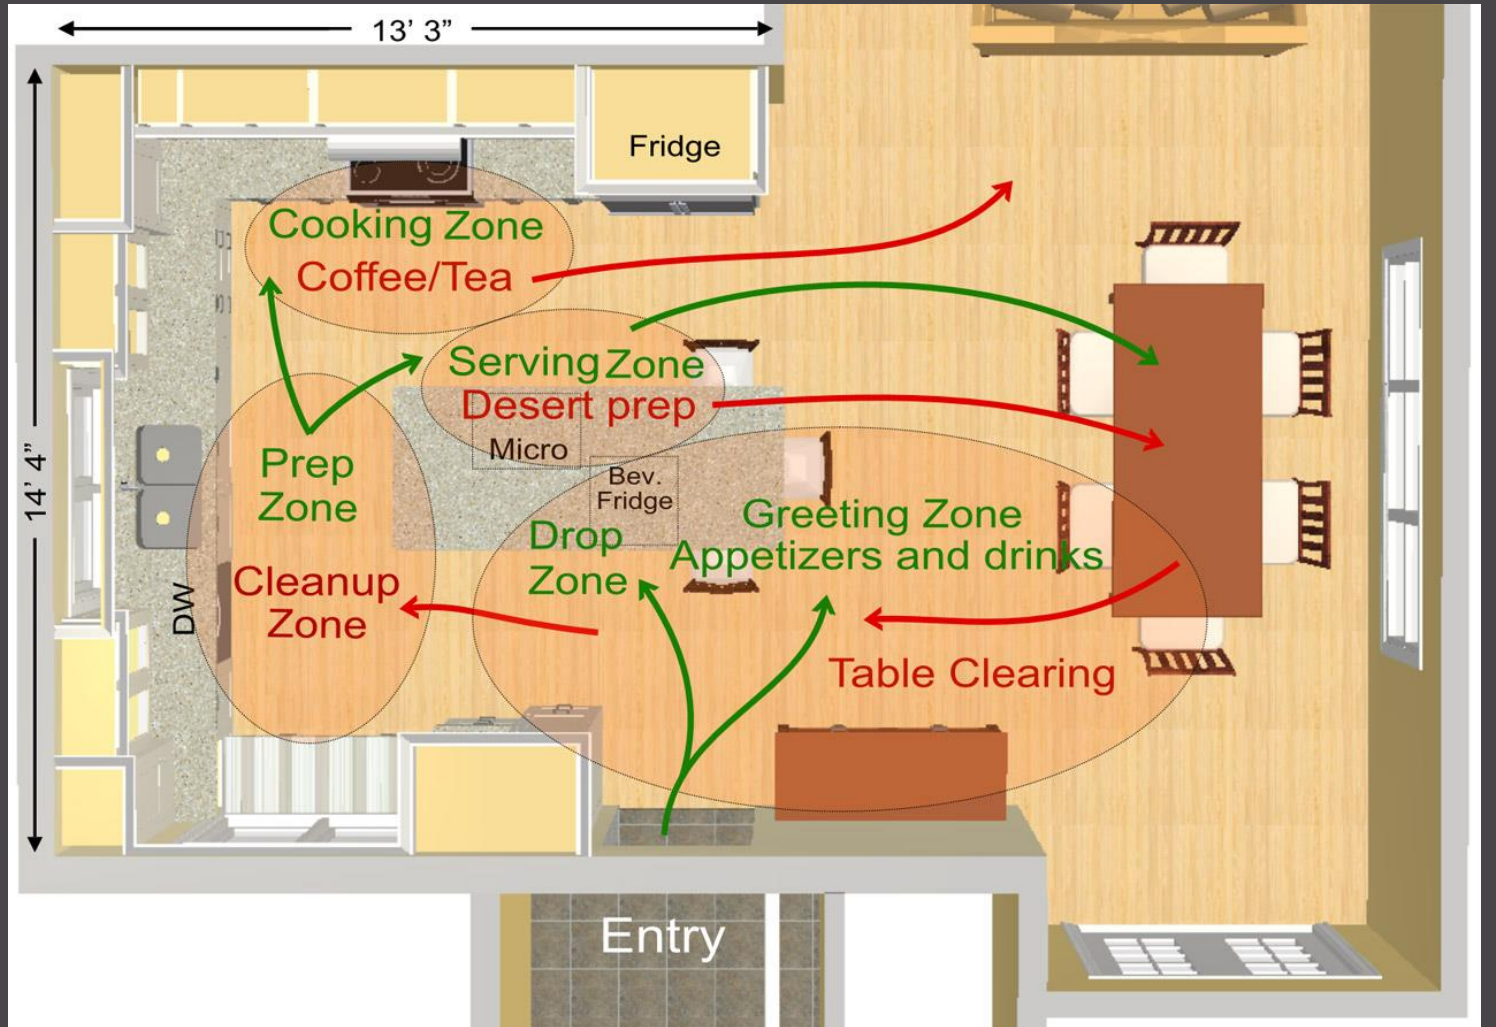 13’ 3”
Fridge
Cooking Zone
Coffee/Tea
Serving Zone
Desert prep
Micro
Bev.
Fridge
14’ 4”
Prep
Zone
Drop
Zone
Greeting Zone
Appetizers and drinks
DW
Cleanup
Zone
Table Clearing
Entry